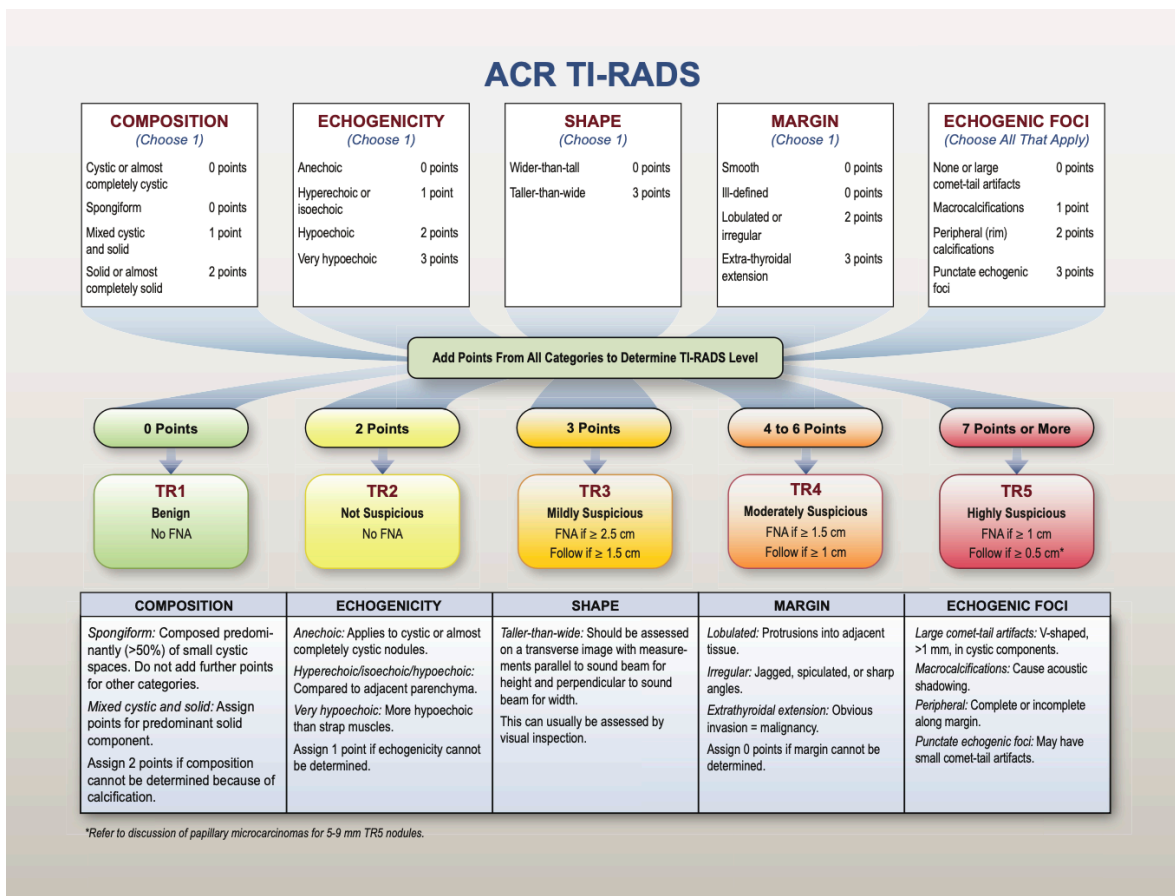 ACR TI-RADS
COMPOSITION
(Choose 1)
Cystic or almost 0 points
completely cystic
Spongiform 0 points
Mixed cystic 1 point
and solid
Solid or almost 2 points
completely solid
ECHOGENICITY
(Choose 1)
Anechoic 0 points
Hyperechoic or 1 point
isoechoic
Hypoechoic 2 points
Very hypoechoic 3 points
SHAPE
(Choose 1)
Wider-than-tall 0 points
Taller-than-wide 3 points
MARGIN
(Choose 1)
Smooth 0 points
Ill-defined 0 points
Lobulated or 2 points
irregular
Extra-thyroidal 3 points
extension
ECHOGENIC FOCI
(Choose All That Apply)
None or large 0 points
comet-tail artifacts
Macrocalcifications 1 point
Peripheral (rim) 2 points
calcifications
Punctate echogenic 3 points
foci
Add Points From All Categories to Determine TI-RADS Level
0 Points
2 Points
3 Points
4 to 6 Points
7 Points or More
TR1
Benign
No FNA
TR2
Not Suspicious
No FNA
TR3
Mildly Suspicious
FNA if ≥ 2.5 cm
Follow if ≥ 1.5 cm
TR4
Moderately Suspicious
FNA if ≥ 1.5 cm
Follow if ≥ 1 cm
TR5
Highly Suspicious
FNA if ≥ 1 cm
Follow if ≥ 0.5 cm*
COMPOSITION
Spongiform: Composed predomi-
nantly (>50%) of small cystic
spaces. Do not add further points
for other categories.
Mixed cystic and solid: Assign
points for predominant solid
component.
Assign 2 points if composition
cannot be determined because of
calcification.
ECHOGENICITY
Anechoic: Applies to cystic or almost
completely cystic nodules.
Hyperechoic/isoechoic/hypoechoic:
Compared to adjacent parenchyma.
Very hypoechoic: More hypoechoic
than strap muscles.
Assign 1 point if echogenicity cannot
be determined.
SHAPE
Taller-than-wide: Should be assessed
on a transverse image with measure-
ments parallel to sound beam for
height and perpendicular to sound
beam for width.
This can usually be assessed by
visual inspection.
MARGIN
Lobulated: Protrusions into adjacent
tissue.
Irregular: Jagged, spiculated, or sharp
angles.
Extrathyroidal extension: Obvious
invasion = malignancy.
Assign 0 points if margin cannot be
determined.
ECHOGENIC FOCI
Large comet-tail artifacts: V-shaped,
>1 mm, in cystic components.
Macrocalcifications: Cause acoustic
shadowing.
Peripheral: Complete or incomplete
along margin.
Punctate echogenic foci: May have
small comet-tail artifacts.
*Refer to discussion of papillary microcarcinomas for 5-9 mm TR5 nodules.